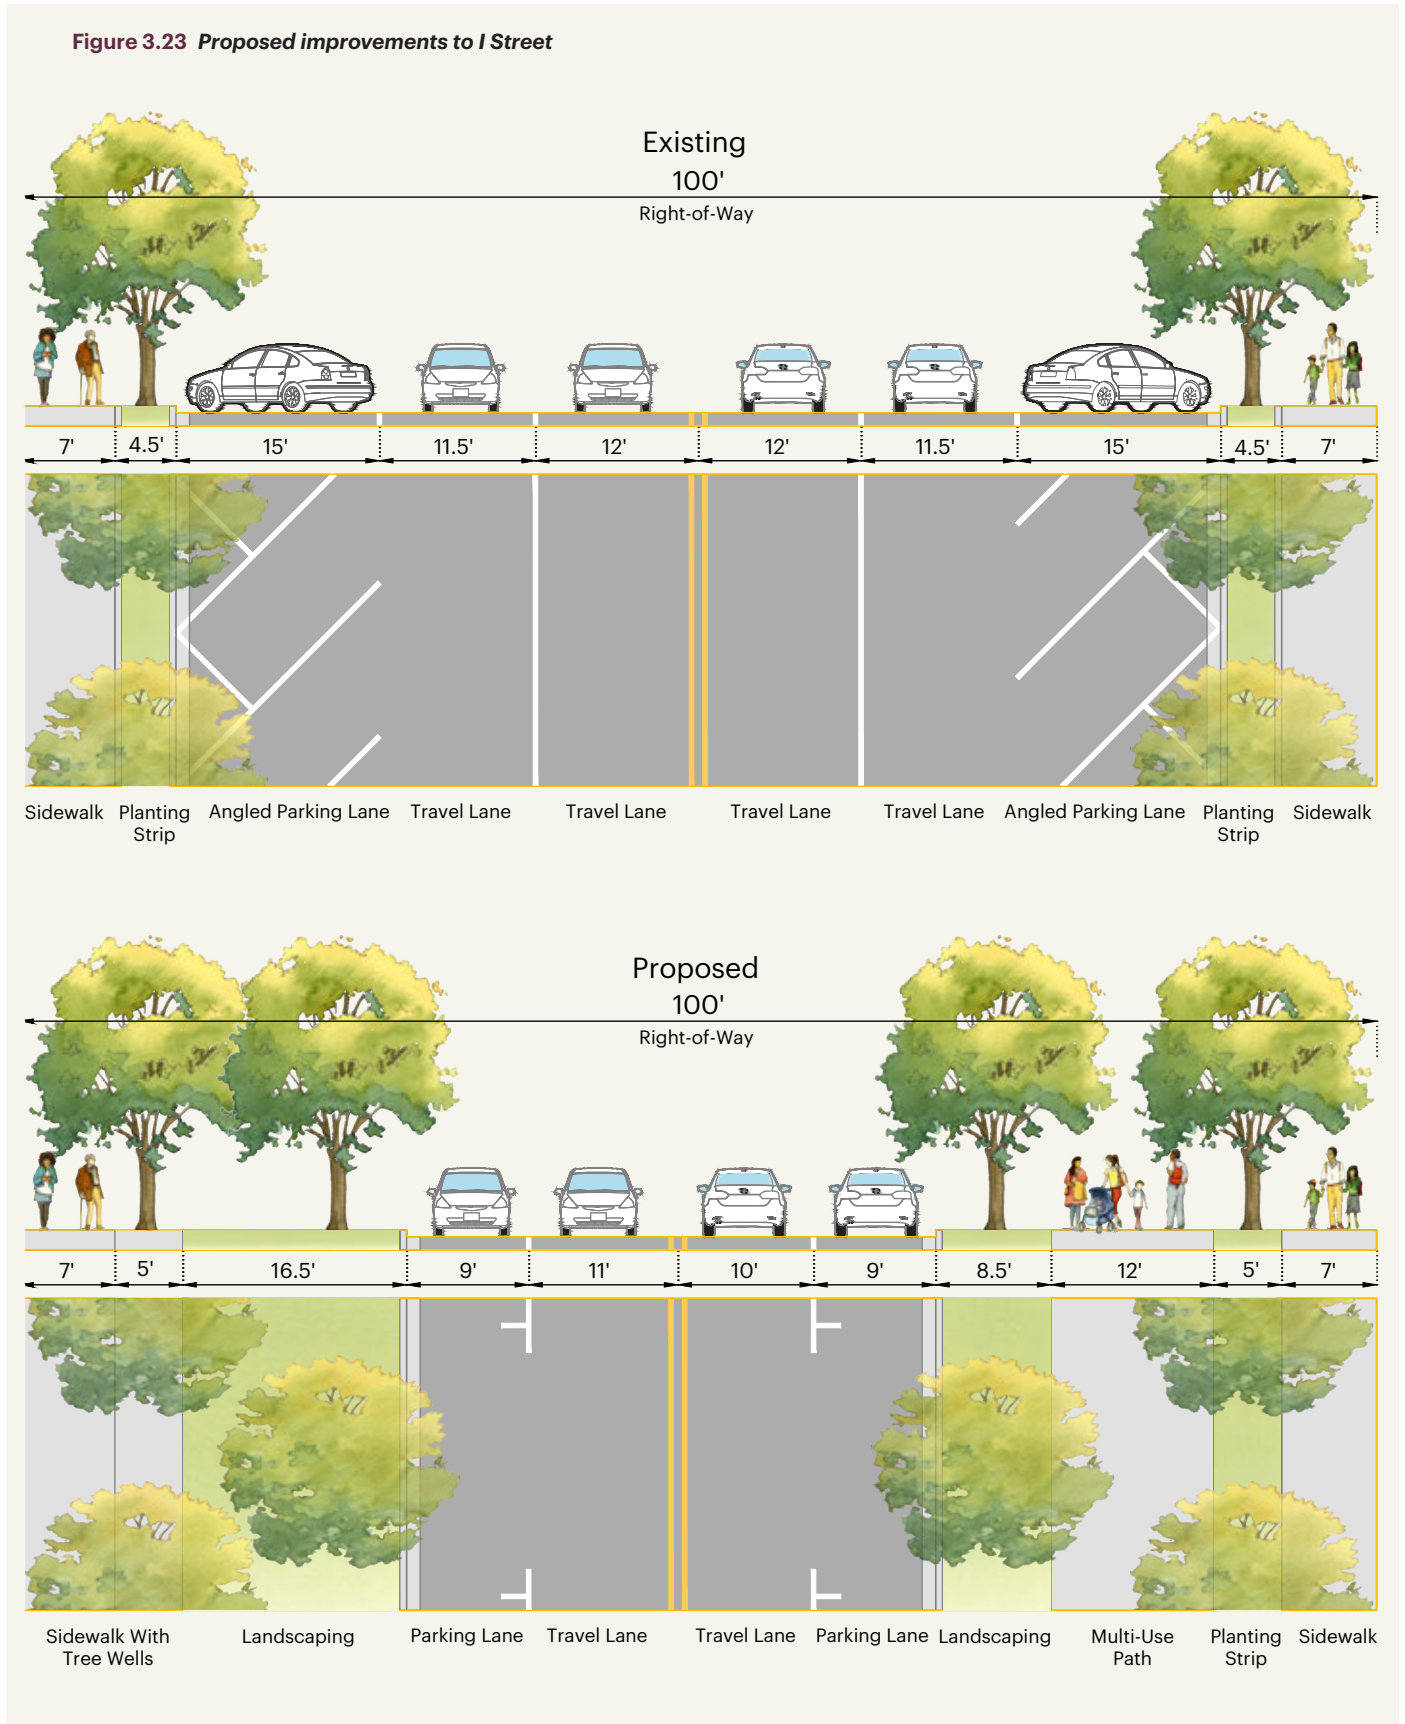 Figure 3.23 Proposed improvements to I Street
Existing
100'
Right-of-Way
7' 4.5' 15' 11.5' 12' 12' 11.5' 15' 4.5' 7'
Sidewalk Planting Angled Parking Lane Travel Lane Travel Lane Travel Lane Travel Lane Angled Parking Lane Planting Sidewalk
Strip Strip
Proposed
100'
Right-of-Way
7' 5' 16.5' 9' 11' 10' 9' 8.5' 12' 5' 7'
Sidewalk With Landscaping Parking Lane Travel Lane Travel Lane Parking Lane Landscaping Multi-Use Planting Sidewalk
Tree Wells Path Strip